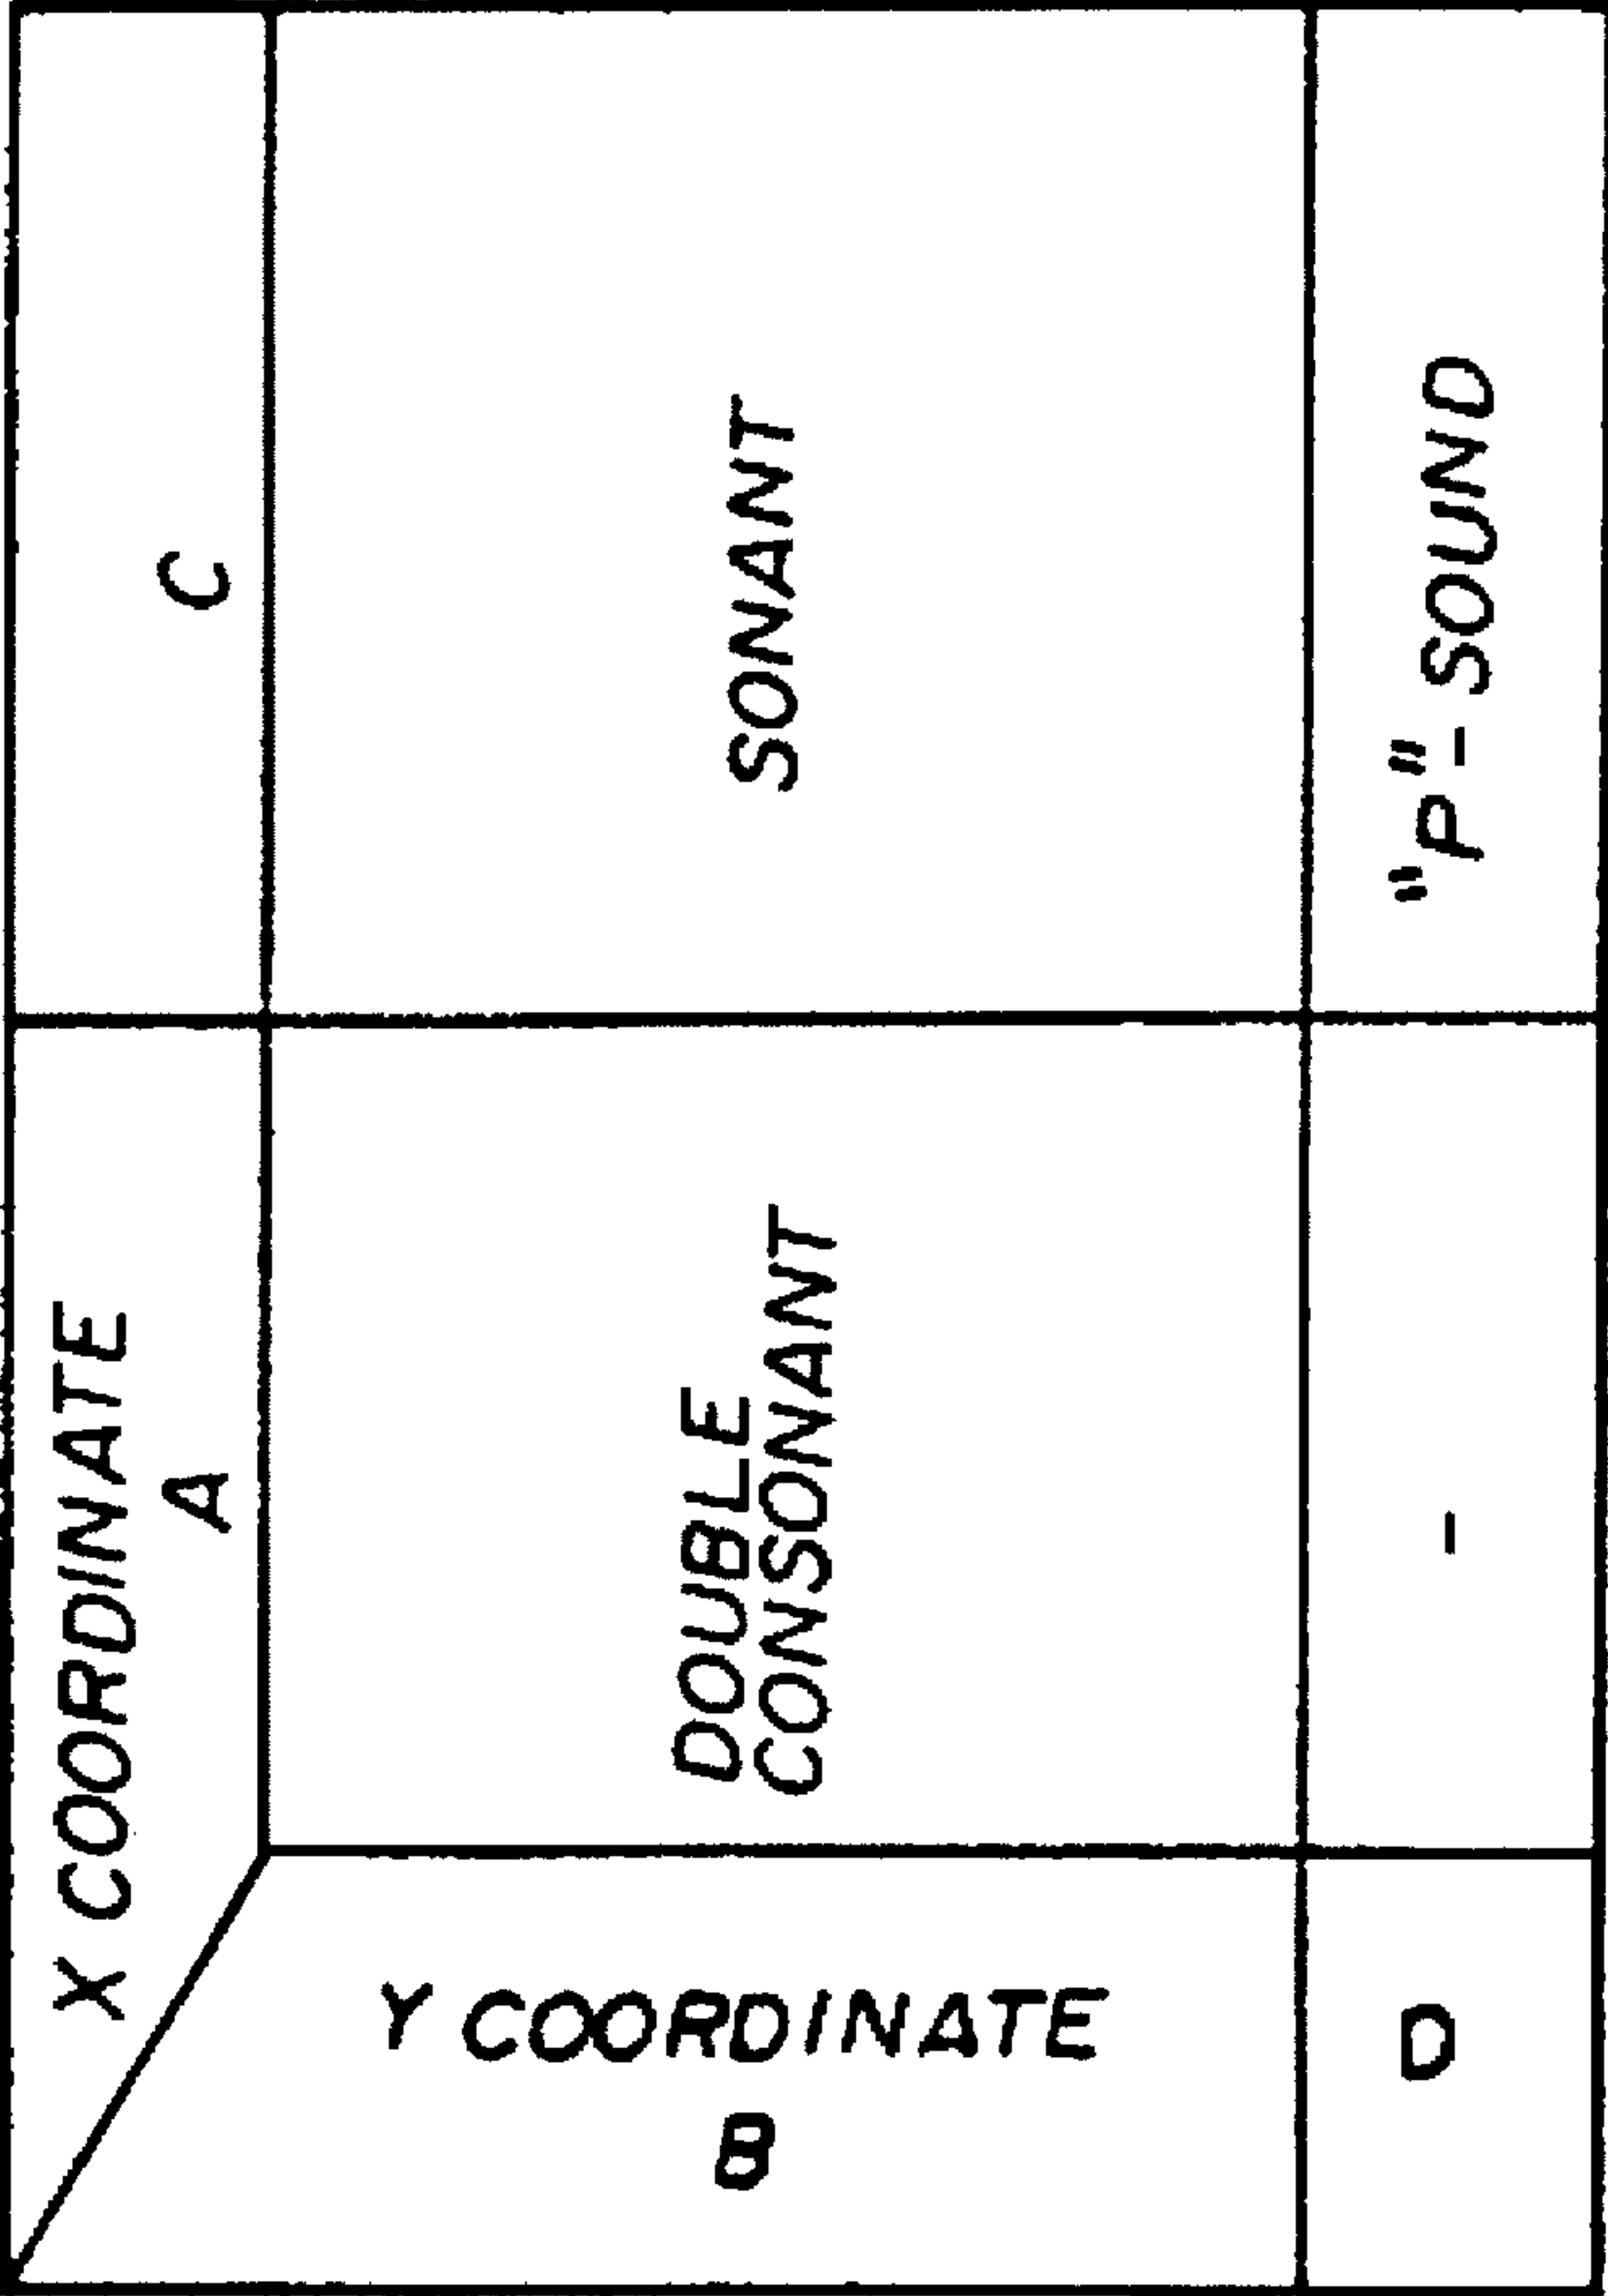 X COORDINATE
A
C
Y COORDINATE
B
DOUBLE
CONSONANT
SONANT
D
-
"P"-SOUND